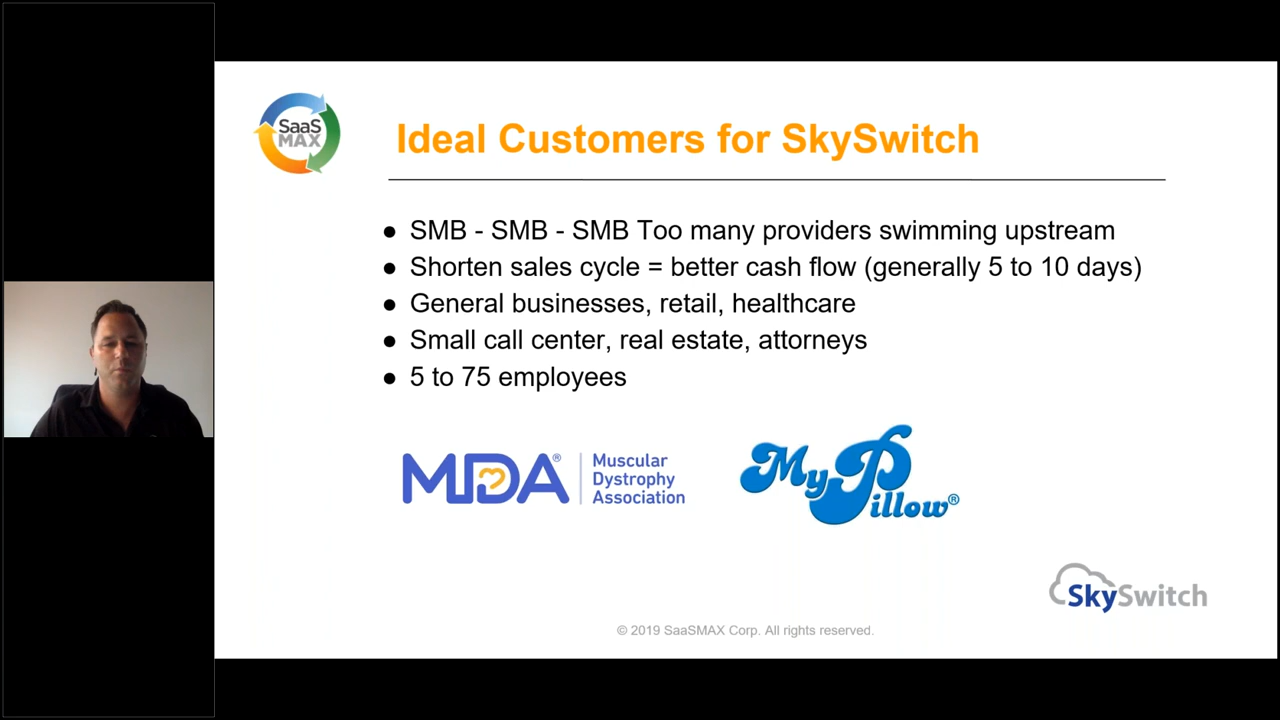 SaaS
MAX
Ideal Customers for SkySwitch
● SMB - SMB - SMB Too many providers swimming upstream
● Shorten sales cycle = better cash flow (generally 5 to 10 days)
● General businesses, retail, healthcare
● Small call center, real estate, attorneys
● 5 to 75 employees
MDA®
Muscular
Dystrophy
Association
MyPillow®
SkySwitch
© 2019 SaaSMAX Corp. All rights reserved.